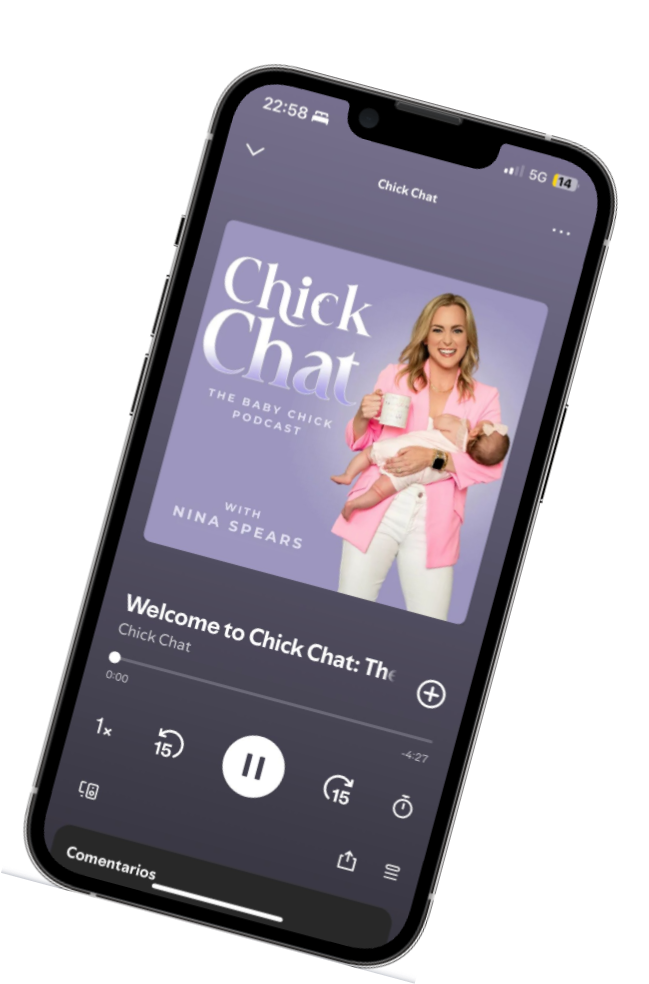 22:58
5G 14
Chick Chat
Chick
Chat
THE BABY CHICK
PODCAST
WITH
NINA SPEARS
Welcome to Chick Chat: The
Chick Chat
0:00
-4:27
1x
15
15
Comentarios